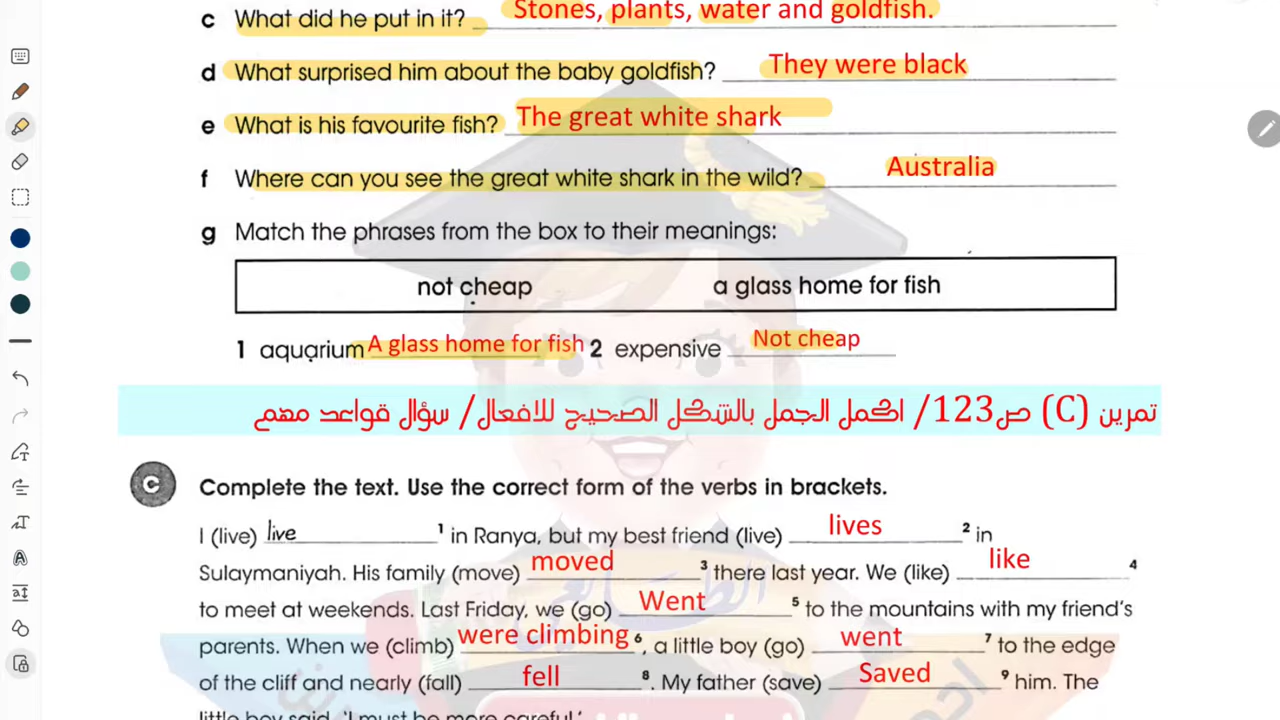 c What did he put in it? Stones, plants, water and goldfish.
d What surprised him about the baby goldfish? They were black
e What is his favourite fish? The great white shark
f Where can you see the great white shark in the wild? Australia
g Match the phrases from the box to their meanings:
not cheap a glass home for fish
1 aquarium A glass home for fish 2 expensive Not cheap
تمرين (C) ص123/ اكمل الجمل بالشكل الصحيح للافعال/ سؤال قواعد مهم
C Complete the text. Use the correct form of the verbs in brackets.
I (live) live 1 in Ranya, but my best friend (live) lives 2 in
Sulaymaniyah. His family (move) moved 3 there last year. We (like) like 4
to meet at weekends. Last Friday, we (go) Went 5 to the mountains with my friend's
parents. When we (climb) were climbing 6, a little boy (go) went 7 to the edge
of the cliff and nearly (fall) fell 8. My father (save) Saved 9 him. The
little boy said, 'I must be more careful.'